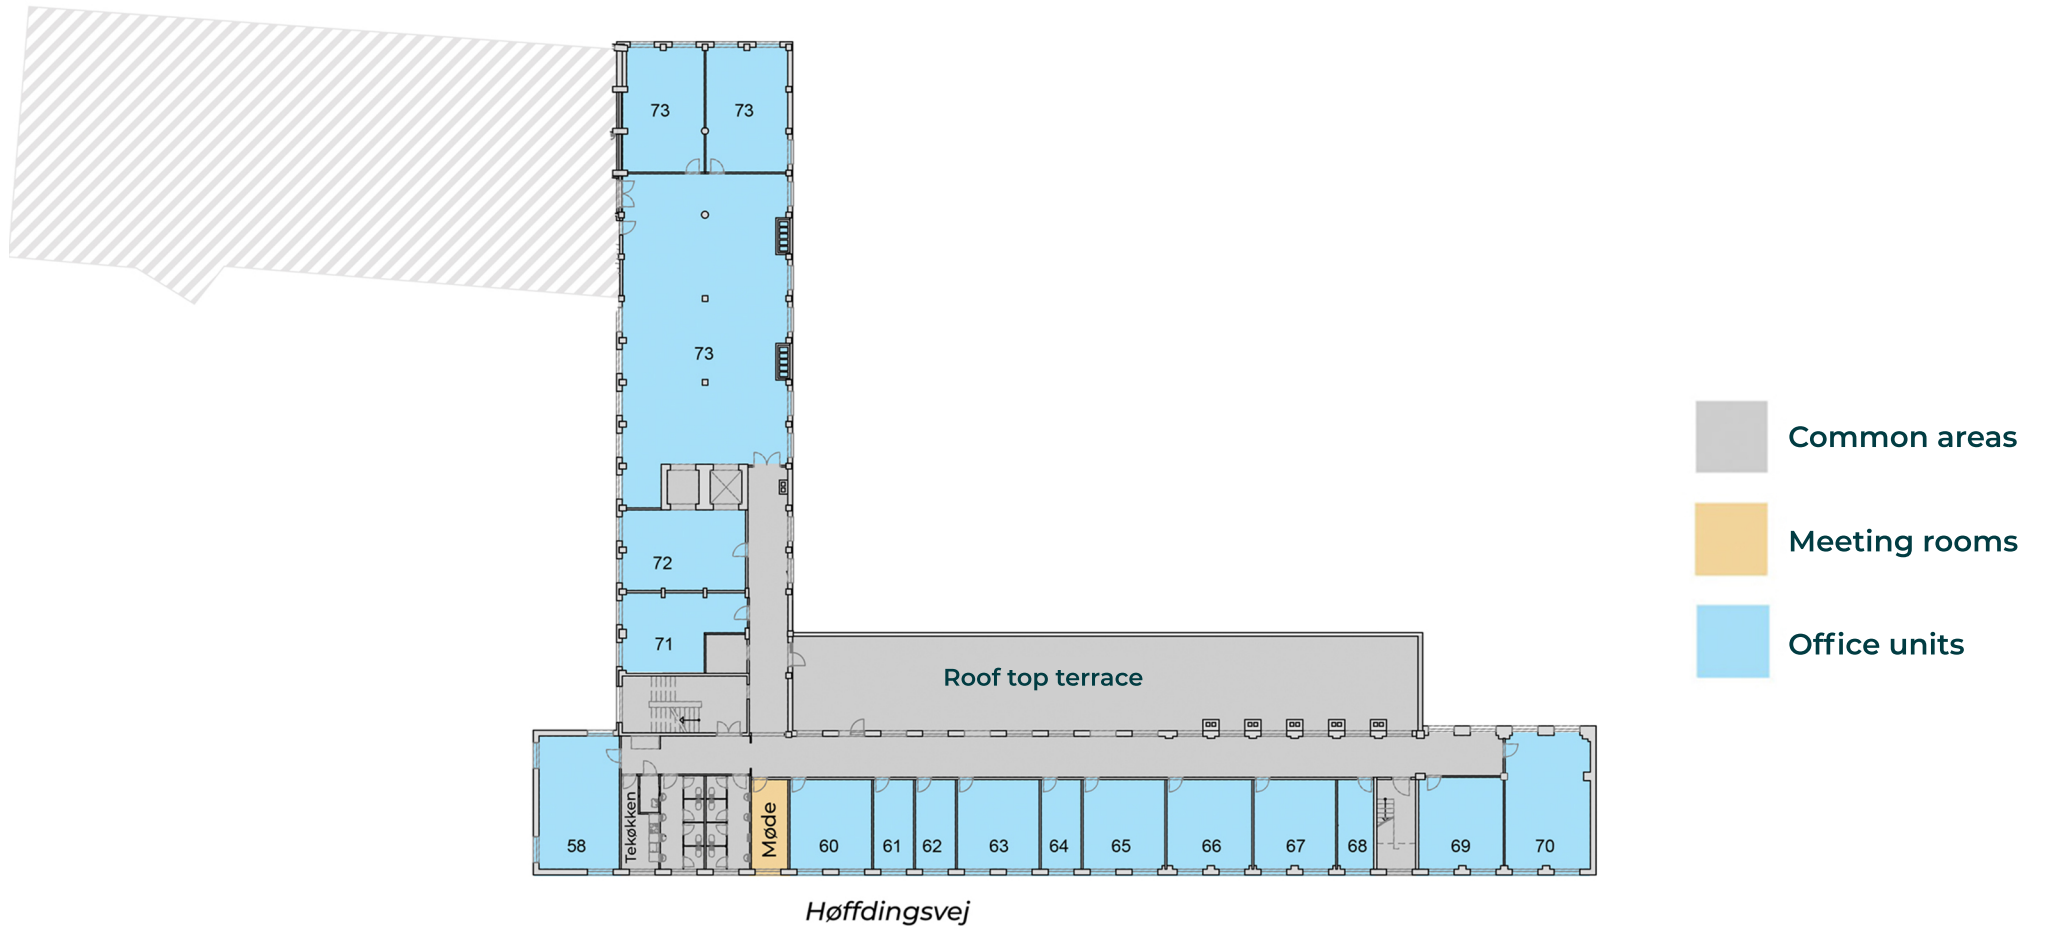 73
73
73
72
71
Common areas
Meeting rooms
Office units
Roof top terrace
58
Tekøkken
Møde
60
61
62
63
64
65
66
67
68
69
70
Høffdingsvej